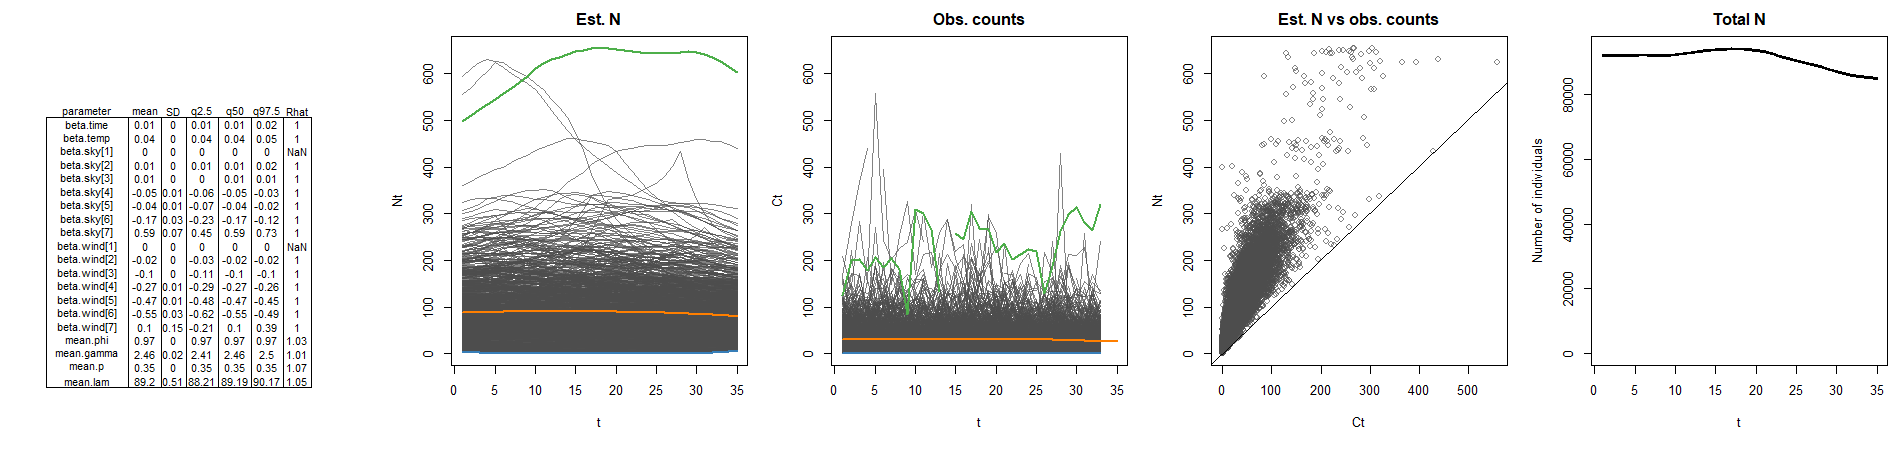 parameter mean SD q2.5 q50 q97.5 Rhat
beta.time 0.01 0 0.01 0.01 0.02 1
beta.temp 0.04 0 0.04 0.04 0.05 1
beta.sky[1] 0 0 0 0 0 NaN
beta.sky[2] 0.01 0 0.01 0.01 0.02 1
beta.sky[3] 0.01 0 0 0.01 0.01 1
beta.sky[4] -0.05 0.01 -0.06 -0.05 -0.03 1
beta.sky[5] -0.04 0.01 -0.07 -0.04 -0.02 1
beta.sky[6] -0.17 0.03 -0.23 -0.17 -0.12 1
beta.sky[7] 0.59 0.07 0.45 0.59 0.73 1
beta.wind[1] 0 0 0 0 0 NaN
beta.wind[2] -0.02 0 -0.03 -0.02 -0.02 1
beta.wind[3] -0.1 0 -0.11 -0.1 -0.1 1
beta.wind[4] -0.27 0.01 -0.29 -0.27 -0.26 1
beta.wind[5] -0.47 0.01 -0.48 -0.47 -0.45 1
beta.wind[6] -0.55 0.03 -0.62 -0.55 -0.49 1
beta.wind[7] 0.1 0.15 -0.21 0.1 0.39 1
mean.phi 0.97 0 0.97 0.97 0.97 1.03
mean.gamma 2.46 0.02 2.41 2.46 2.5 1.01
mean.p 0.35 0 0.35 0.35 0.35 1.07
mean.lam 89.2 0.51 88.21 89.19 90.17 1.05
Est. N
Nt
600
500
400
300
200
100
0
0 5 10 15 20 25 30 35
t
Obs. counts
Ct
600
500
400
300
200
100
0
0 5 10 15 20 25 30 35
t
Est. N vs obs. counts
Nt
600
500
400
300
200
100
0
0 100 200 300 400 500
Ct
Total N
Number of individuals
80000
60000
40000
20000
0
0 5 10 15 20 25 30 35
t